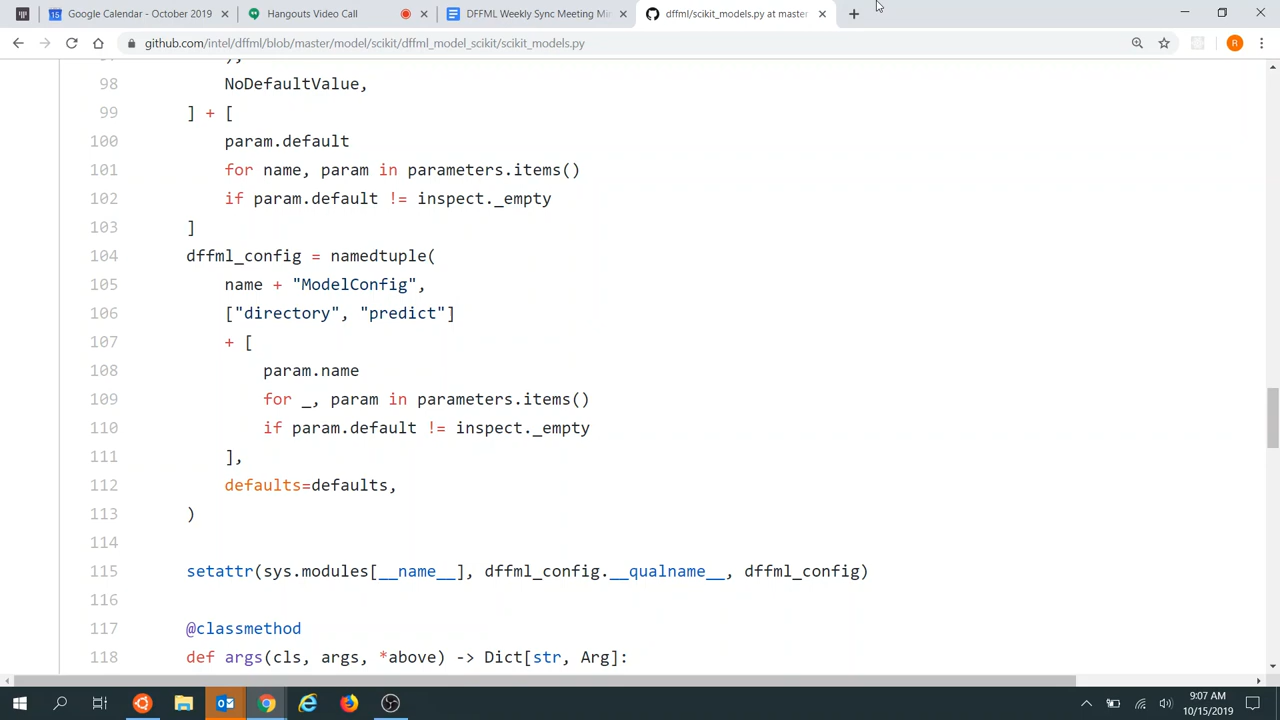 Google Calendar - October 2019
Hangouts Video Call
DFFML Weekly Sync Meeting Min
dffml/scikit_models.py at master
github.com/intel/dffml/blob/master/model/scikit/dffml_model_scikit/scikit_models.py
R
98 NoDefaultValue,
99 ] + [
100 param.default
101 for name, param in parameters.items()
102 if param.default != inspect._empty
103 ]
104 dffml_config = namedtuple(
105 name + "ModelConfig",
106 ["directory", "predict"]
107 + [
108 param.name
109 for _, param in parameters.items()
110 if param.default != inspect._empty
111 ],
112 defaults=defaults,
113 )
114
115 setattr(sys.modules[__name__], dffml_config.__qualname__, dffml_config)
116
117 @classmethod
118 def args(cls, args, *above) -> Dict[str, Arg]:
9:07 AM
10/15/2019